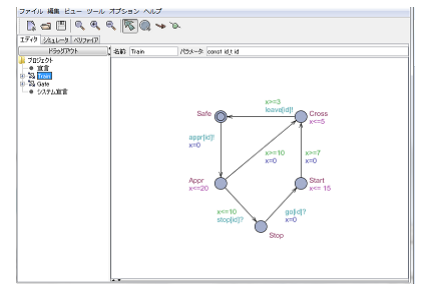 ファイル 編集 ビュー ツール オプション ヘルプ
エディタ シミュレータ ベリファイア
ドラッグアウト
名前: Train パラメータ: const id_t id
プロジェクト
宣言
Train
Gate
システム宣言
x>=3
leave[id]!
Safe
Cross
x<=5
appr[id]!
x=0
x>=10
x=0
x>=7
x=0
Appr
x<=20
Start
x<= 15
x<=10
stop[id]?
go[id]?
x=0
Stop